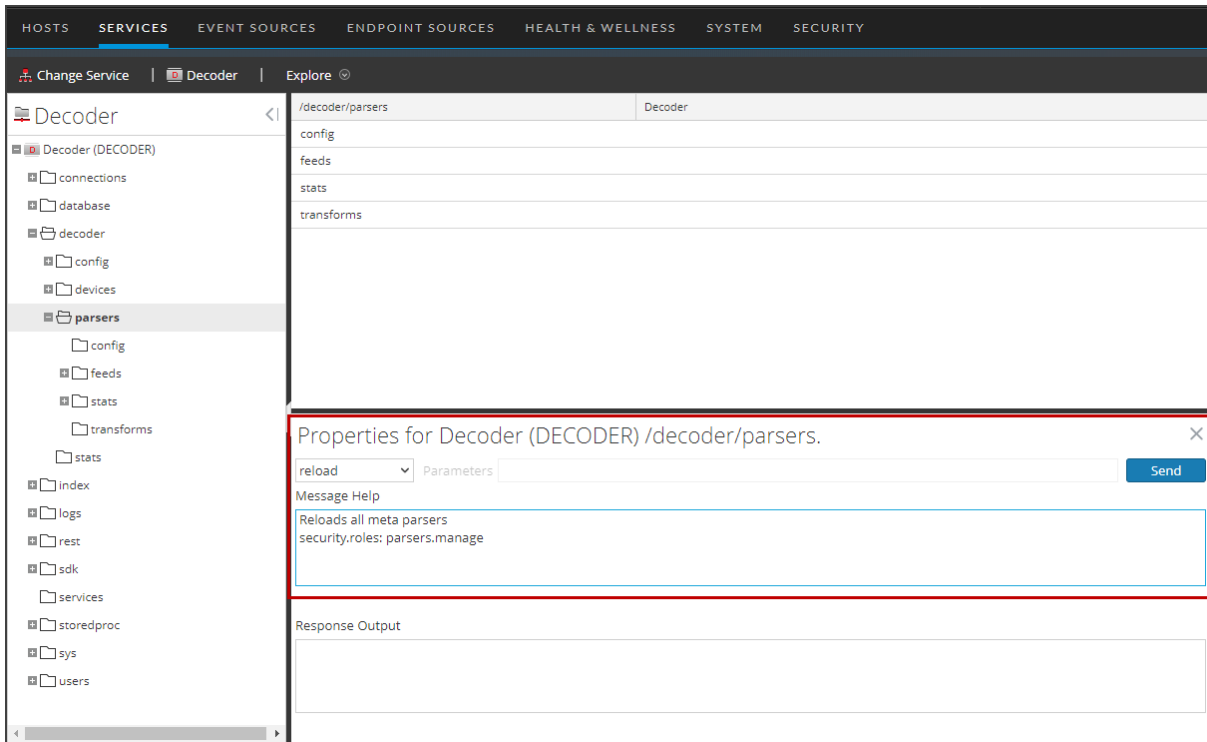 HOSTS SERVICES EVENT SOURCES ENDPOINT SOURCES HEALTH & WELLNESS SYSTEM SECURITY
Change Service | D Decoder | Explore
Decoder
D Decoder (DECODER)
connections
database
decoder
config
devices
parsers
config
feeds
stats
transforms
stats
index
logs
rest
sdk
services
storedproc
sys
users
/decoder/parsers Decoder
config
feeds
stats
transforms
Properties for Decoder (DECODER) /decoder/parsers.
reload Parameters Send
Message Help
Reloads all meta parsers
security.roles: parsers.manage
Response Output